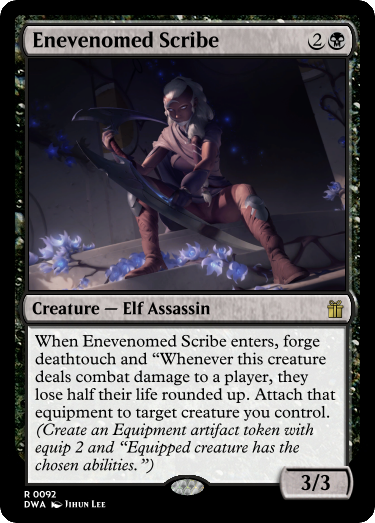 Enevenomed Scribe 2
Creature — Elf Assassin
When Enevenomed Scribe enters, forge
deathtouch and “Whenever this creature
deals combat damage to a player, they
lose half their life rounded up. Attach that
equipment to target creature you control.
(Create an Equipment artifact token with
equip 2 and “Equipped creature has the
chosen abilities.”)
3/3
R 0092
DWA Jihun Lee